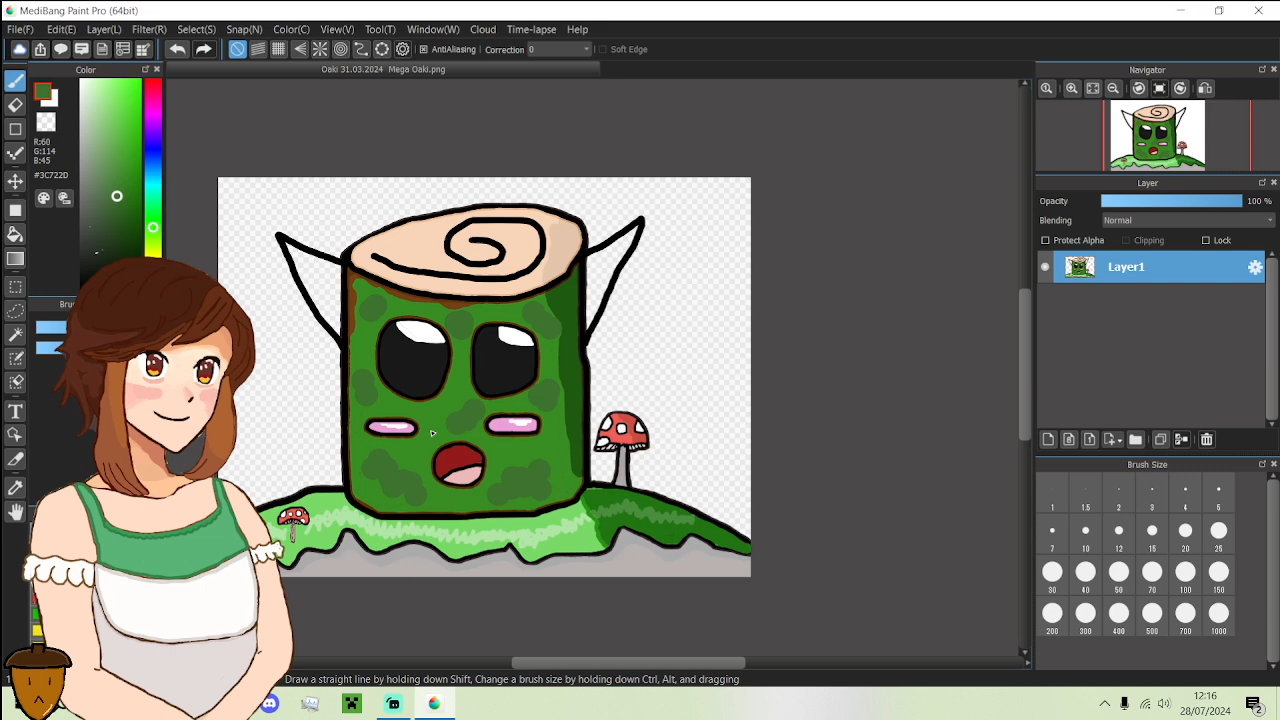 MediBang Paint Pro (64bit)
File(F) Edit(E) Layer(L) Filter(R) Select(S) Snap(N) Color(C) View(V) Tool(T) Window(W) Cloud Time-lapse Help
AntiAliasing Correction 0 Soft Edge
Color
Oaki 31.03.2024 Mega Oaki.png
Navigator
R:60
G:114
B:45
#3C722D
Layer
Opacity 100 %
Blending Normal
Protect Alpha Clipping Lock
Layer1
Brush Size
1 1.5 2 3 4 5
7 10 12 15 20 25
30 40 50 70 100 150
200 300 400 500 700 1000
Draw a straight line by holding down Shift, Change a brush size by holding down Ctrl, Alt, and dragging
12:16
28/07/2024
2